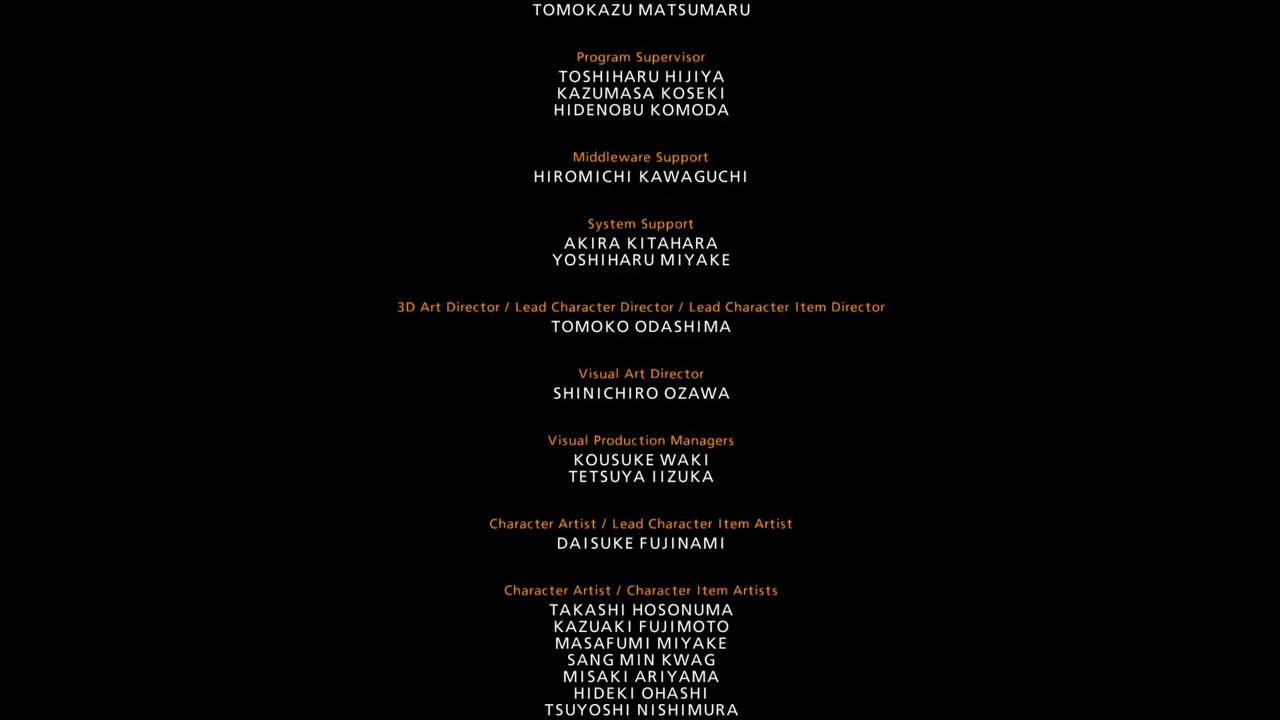 TOMOKAZU MATSUMARU
Program Supervisor
TOSHIHARU HIJIYA
KAZUMASA KOSEKI
HIDENOBU KOMODA
Middleware Support
HIROMICHI KAWAGUCHI
System Support
AKIRA KITAHARA
YOSHIHARU MIYAKE
3D Art Director / Lead Character Director / Lead Character Item Director
TOMOKO ODASHIMA
Visual Art Director
SHINICHIRO OZAWA
Visual Production Managers
KOUSUKE WAKI
TETSUYA IIZUKA
Character Artist / Lead Character Item Artist
DAISUKE FUJINAMI
Character Artist / Character Item Artists
TAKASHI HOSONUMA
KAZUAKI FUJIMOTO
MASAFUMI MIYAKE
SANG MIN KWAG
MISAKI ARIYAMA
HIDEKI OHASHI
TSUYOSHI NISHIMURA